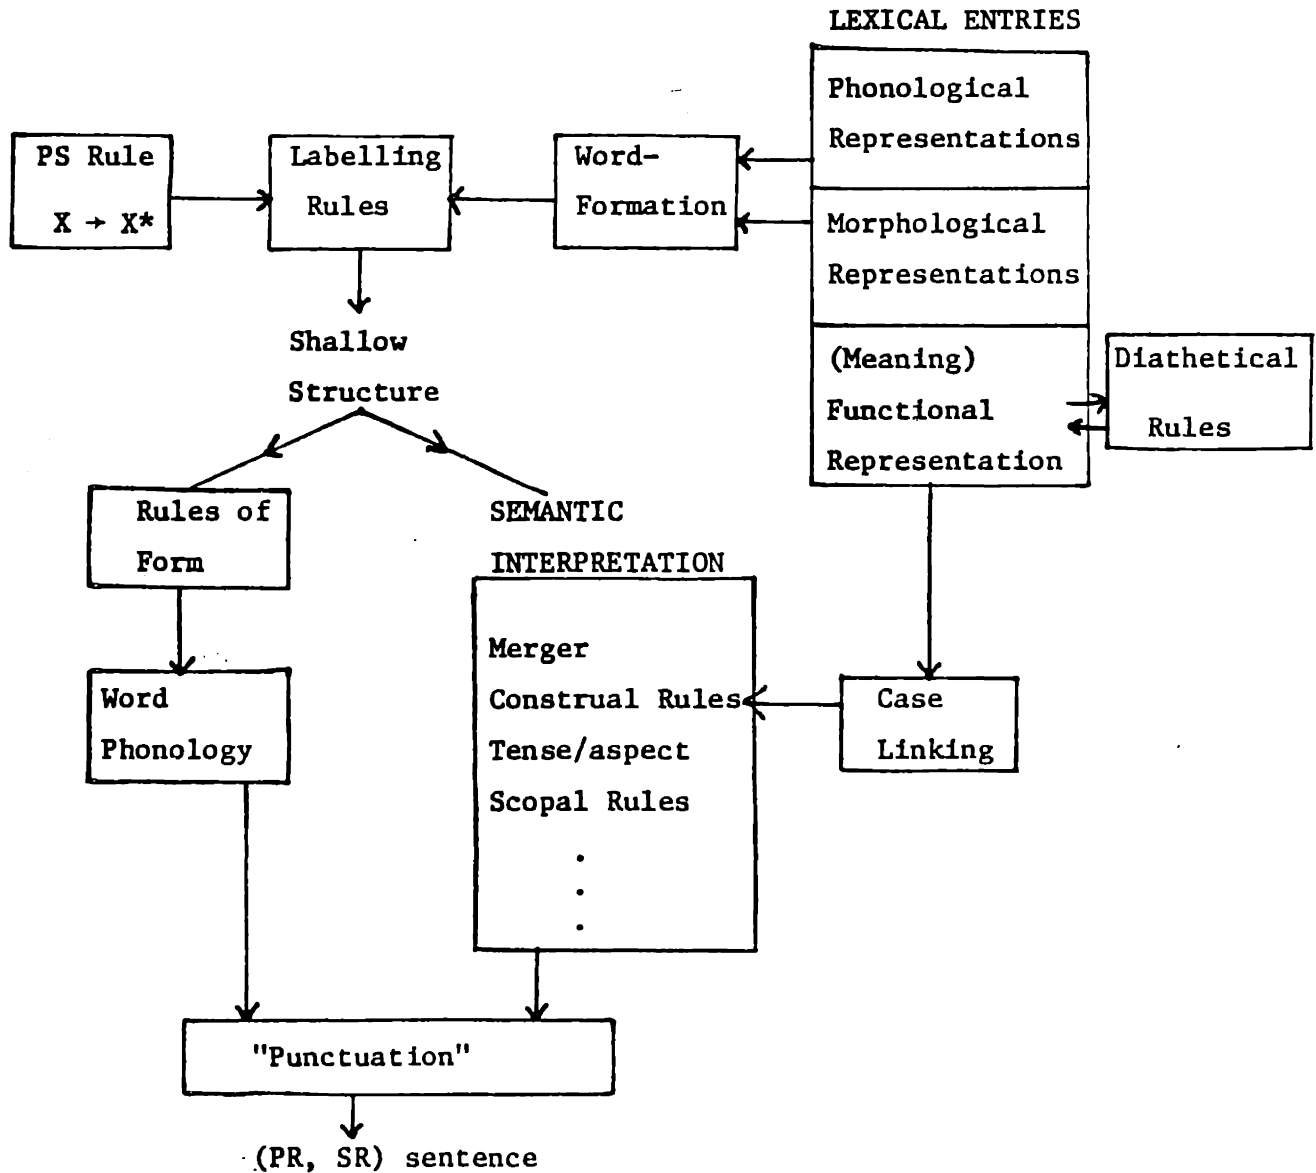 LEXICAL ENTRIES
Phonological
Representations
PS Rule
X → X*
Labelling
Rules
Word-
Formation
Morphological
Representations
Shallow
Structure
(Meaning)
Functional
Representation
Diathetical
Rules
Rules of
Form
SEMANTIC
INTERPRETATION
Merger
Construal Rules
Tense/aspect
Scopal Rules
.
.
.
Word
Phonology
Case
Linking
"Punctuation"
(PR, SR) sentence